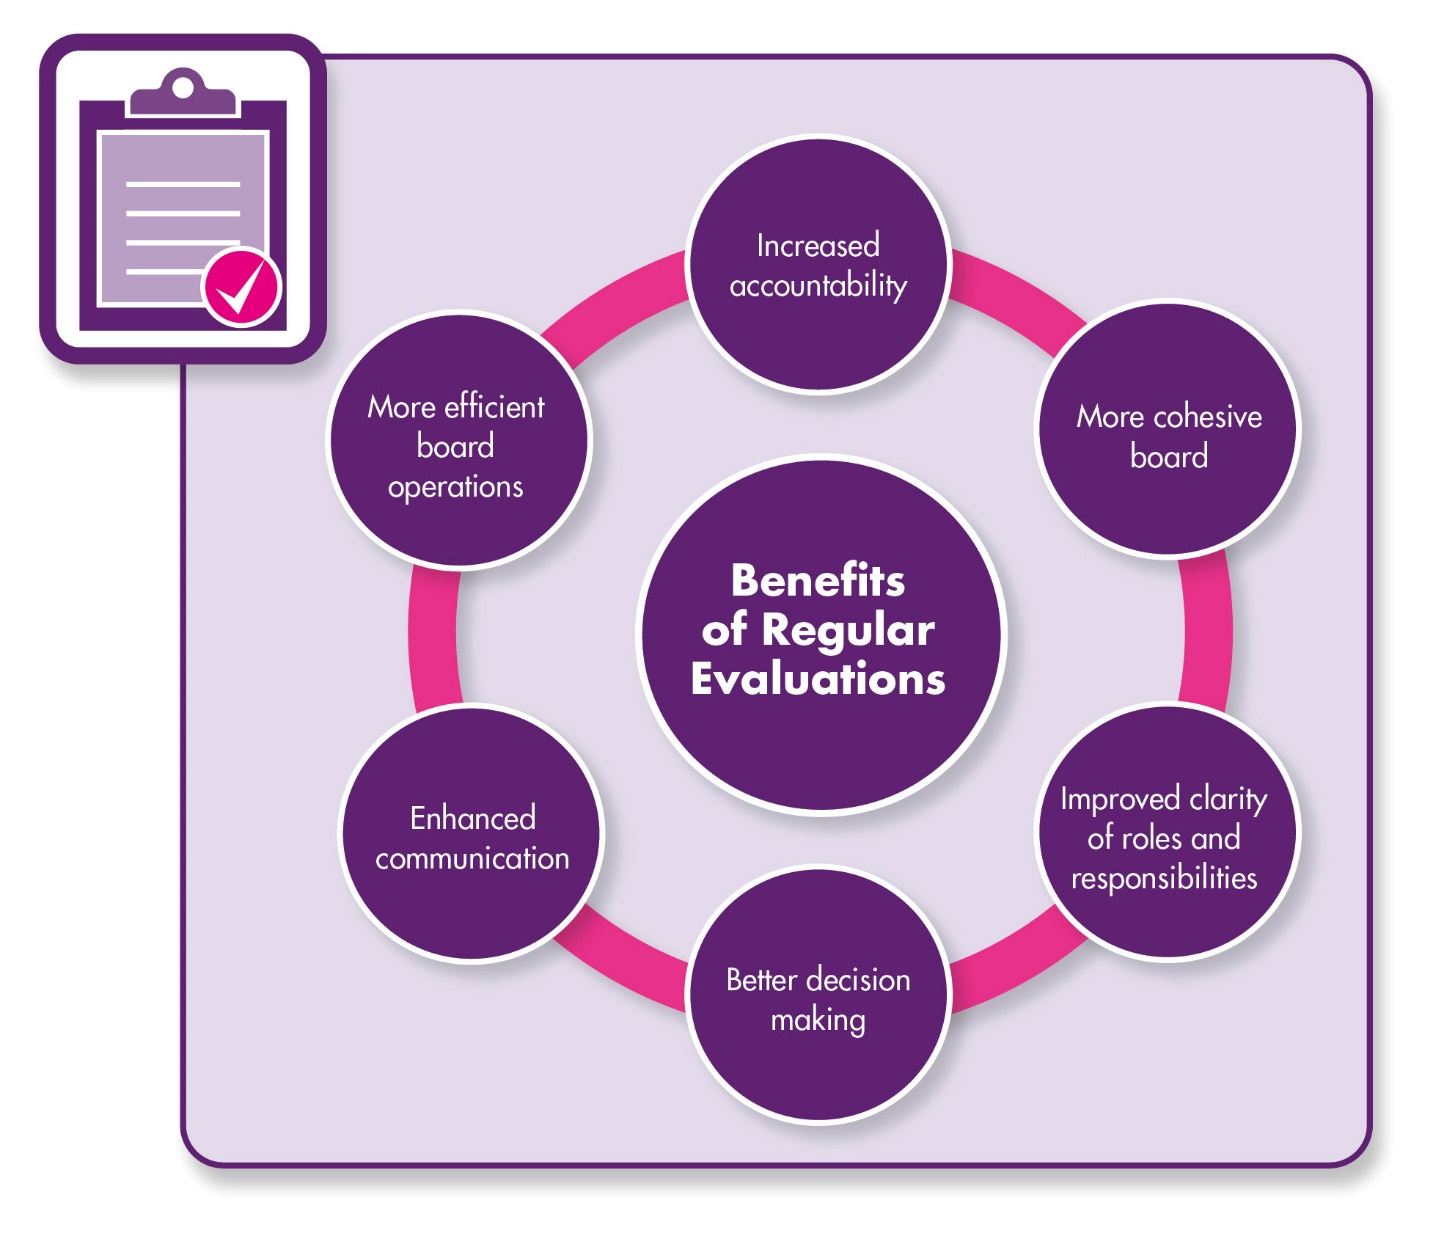 Increased
accountability
More cohesive
board
Improved clarity
of roles and
responsibilities
Better decision
making
Enhanced
communication
More efficient
board
operations
Benefits
of Regular
Evaluations